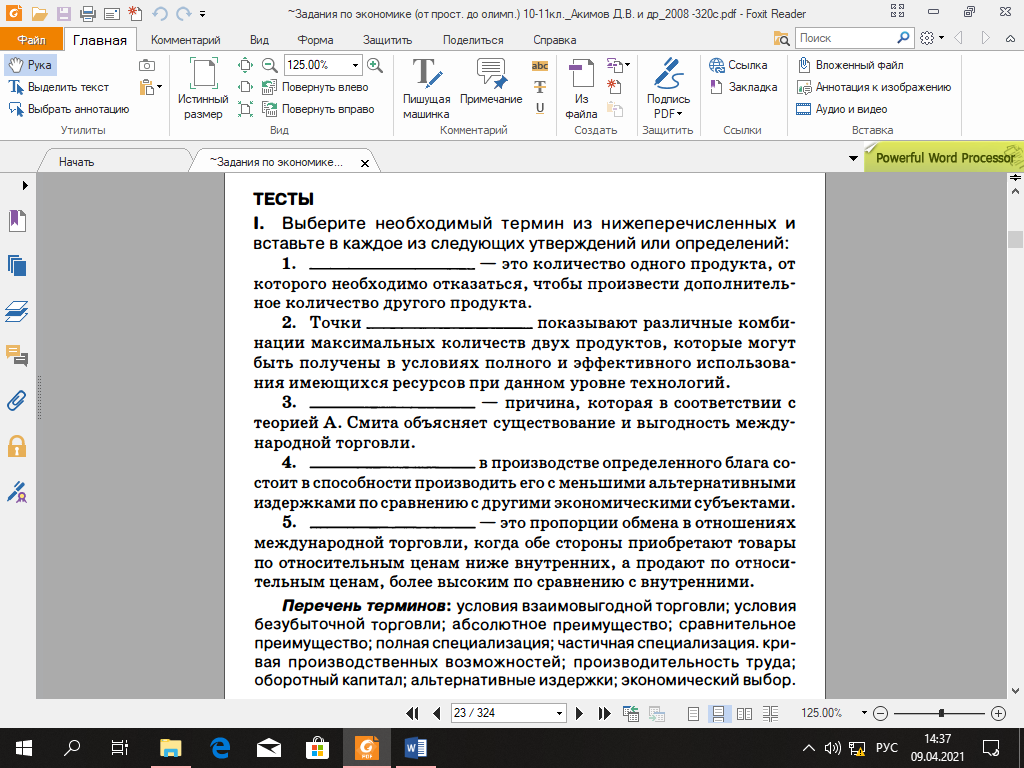 ~Задания по экономике (от прост. до олимп.) 10-11кл._Акимов Д.В. и др_2008 -320с.pdf - Foxit Reader
Файл Главная Комментарий Вид Форма Защитить Поделиться Справка Поиск
Рука
Выделить текст
Выбрать аннотацию
Утилиты
Истинный размер
125.00%
Повернуть влево
Повернуть вправо
Вид
T
Пишущая машинка
Примечание
abc
T
U
Комментарий
Из файла
Создать
Подпись PDF
Защитить
Ссылка
Закладка
Ссылки
Вложенный файл
Аннотация к изображению
Аудио и видео
Вставка
Начать ~Задания по экономике... Powerful Word Processor
ТЕСТЫ
I. Выберите необходимый термин из нижеперечисленных и
вставьте в каждое из следующих утверждений или определений:
1. ____________________ — это количество одного продукта, от
которого необходимо отказаться, чтобы произвести дополнитель-
ное количество другого продукта.
2. Точки ____________________ показывают различные комби-
нации максимальных количеств двух продуктов, которые могут
быть получены в условиях полного и эффективного использова-
ния имеющихся ресурсов при данном уровне технологий.
3. ____________________ — причина, которая в соответствии с
теорией А. Смита объясняет существование и выгодность между-
народной торговли.
4. ____________________ в производстве определенного блага со-
стоит в способности производить его с меньшими альтернативными
издержками по сравнению с другими экономическими субъектами.
5. ____________________ — это пропорции обмена в отношениях
международной торговли, когда обе стороны приобретают товары
по относительным ценам ниже внутренних, а продают по относи-
тельным ценам, более высоким по сравнению с внутренними.
Перечень терминов: условия взаимовыгодной торговли; условия
безубыточной торговли; абсолютное преимущество; сравнительное
преимущество; полная специализация; частичная специализация. кри-
вая производственных возможностей; производительность труда;
оборотный капитал; альтернативные издержки; экономический выбор.
23 / 324 125.00%
РУС 14:37
09.04.2021